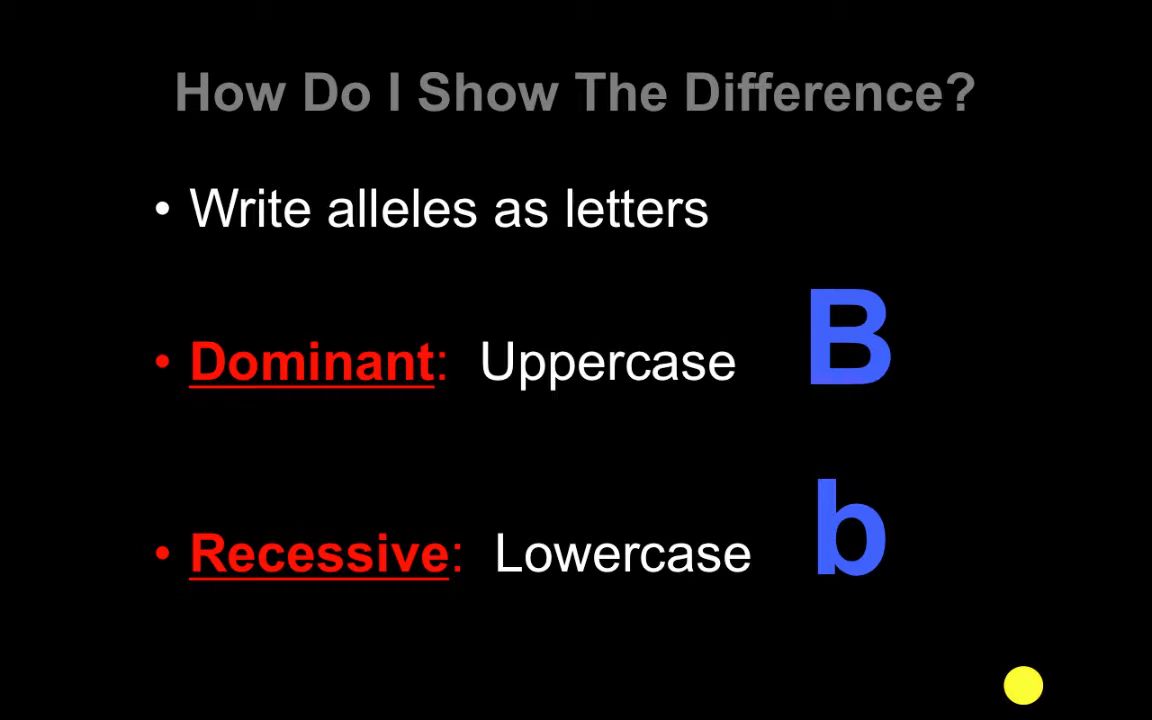 How Do I Show The Difference?
• Write alleles as letters
• Dominant: Uppercase B
• Recessive: Lowercase b